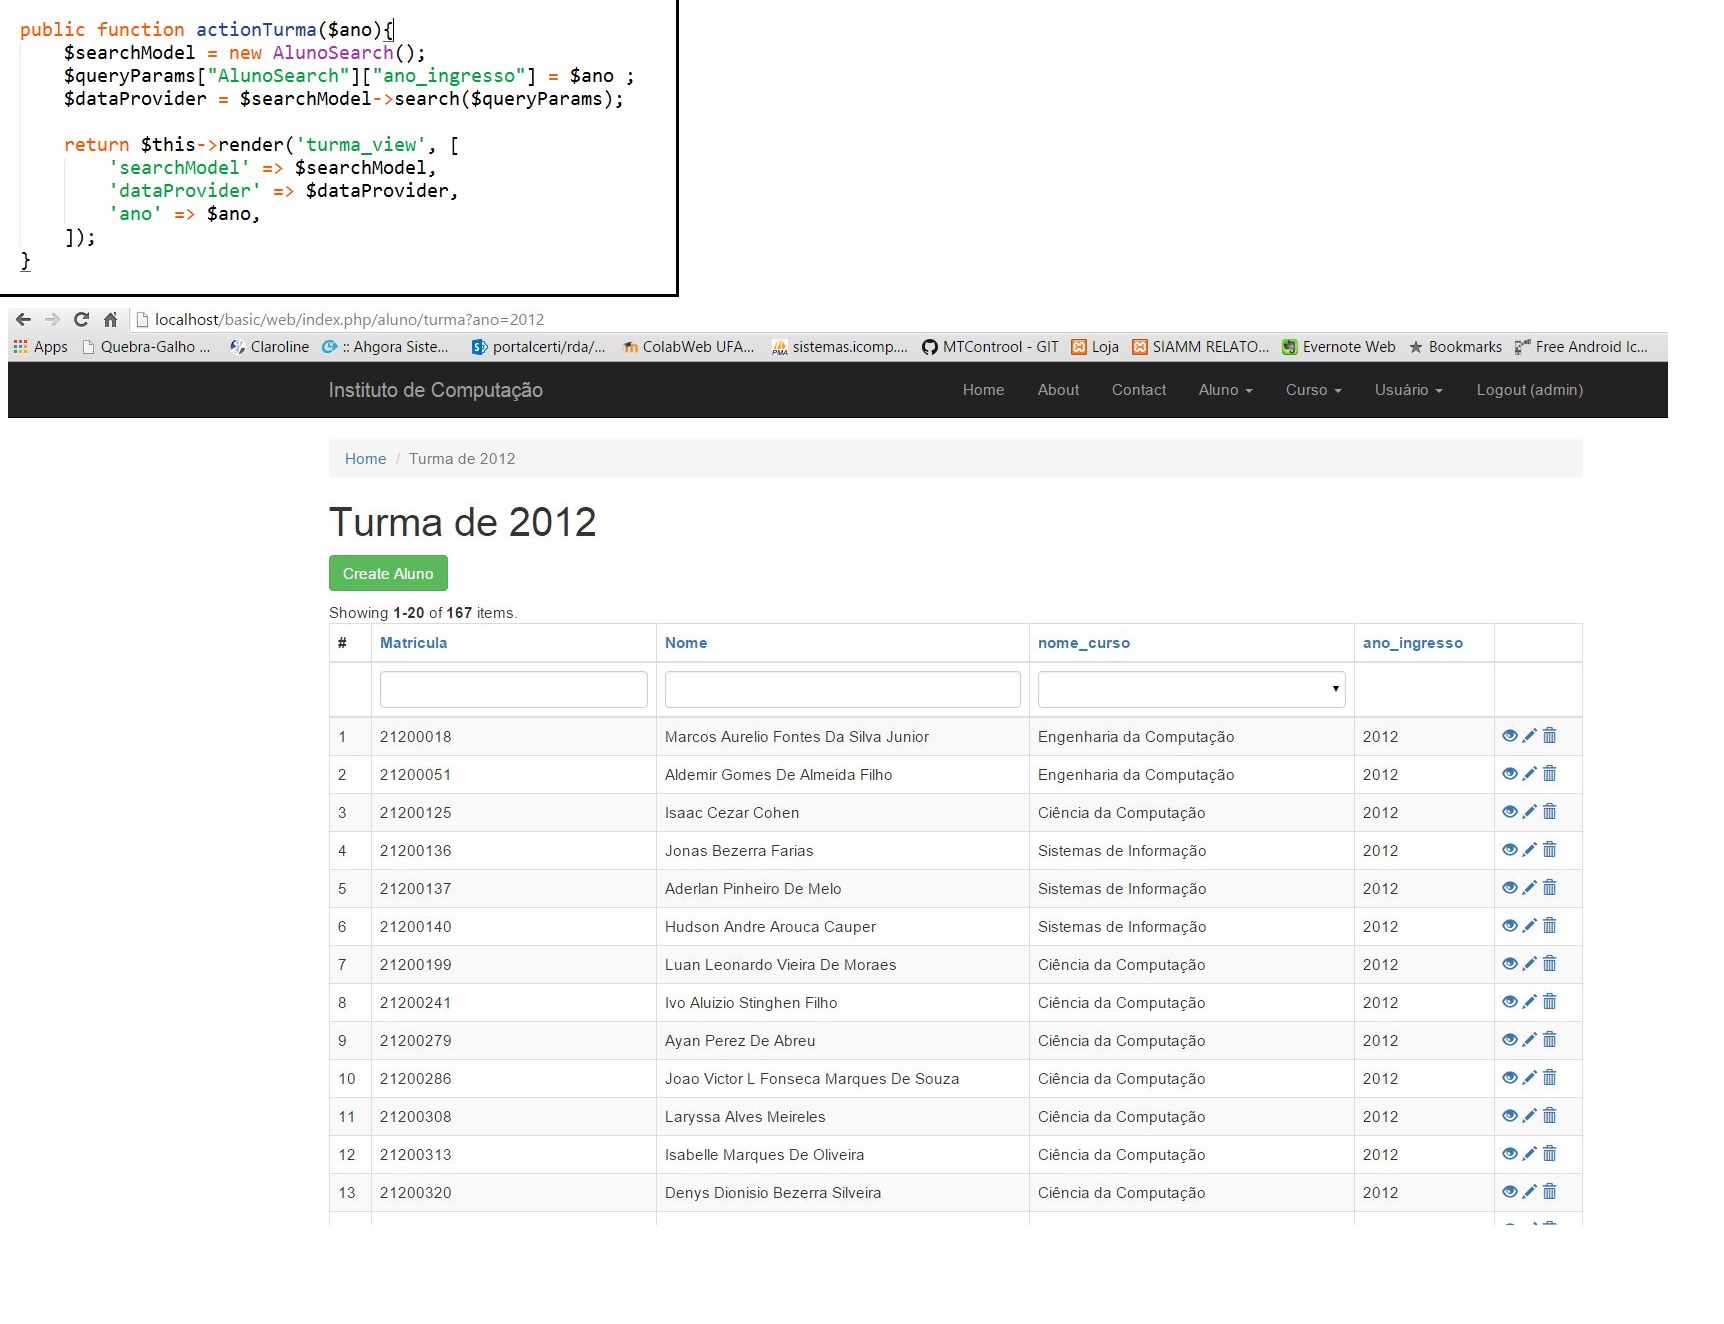 public function actionTurma($ano){
$searchModel = new AlunoSearch();
$queryParams["AlunoSearch"]["ano_ingresso"] = $ano ;
$dataProvider = $searchModel->search($queryParams);
return $this->render('turma_view', [
'searchModel' => $searchModel,
'dataProvider' => $dataProvider,
'ano' => $ano,
]);
}
localhost/basic/web/index.php/aluno/turma?ano=2012
Apps Quebra-Galho ... Claroline :: Ahgora Siste... portalcerti/rda/... ColabWeb UFA... PMA sistemas.icomp.... MTControol - GIT Loja SIAMM RELATO... Evernote Web Bookmarks Free Android Ic...
Instituto de Computação Home About Contact Aluno Curso Usuário Logout (admin)
Home / Turma de 2012
Turma de 2012
Create Aluno
Showing 1-20 of 167 items.
# Matrícula Nome nome_curso ano_ingresso
1 21200018 Marcos Aurelio Fontes Da Silva Junior Engenharia da Computação 2012
2 21200051 Aldemir Gomes De Almeida Filho Engenharia da Computação 2012
3 21200125 Isaac Cezar Cohen Ciência da Computação 2012
4 21200136 Jonas Bezerra Farias Sistemas de Informação 2012
5 21200137 Aderlan Pinheiro De Melo Sistemas de Informação 2012
6 21200140 Hudson Andre Arouca Cauper Sistemas de Informação 2012
7 21200199 Luan Leonardo Vieira De Moraes Ciência da Computação 2012
8 21200241 Ivo Aluizio Stinghen Filho Ciência da Computação 2012
9 21200279 Ayan Perez De Abreu Ciência da Computação 2012
10 21200286 Joao Victor L Fonseca Marques De Souza Ciência da Computação 2012
11 21200308 Laryssa Alves Meireles Ciência da Computação 2012
12 21200313 Isabelle Marques De Oliveira Ciência da Computação 2012
13 21200320 Denys Dionisio Bezerra Silveira Ciência da Computação 2012